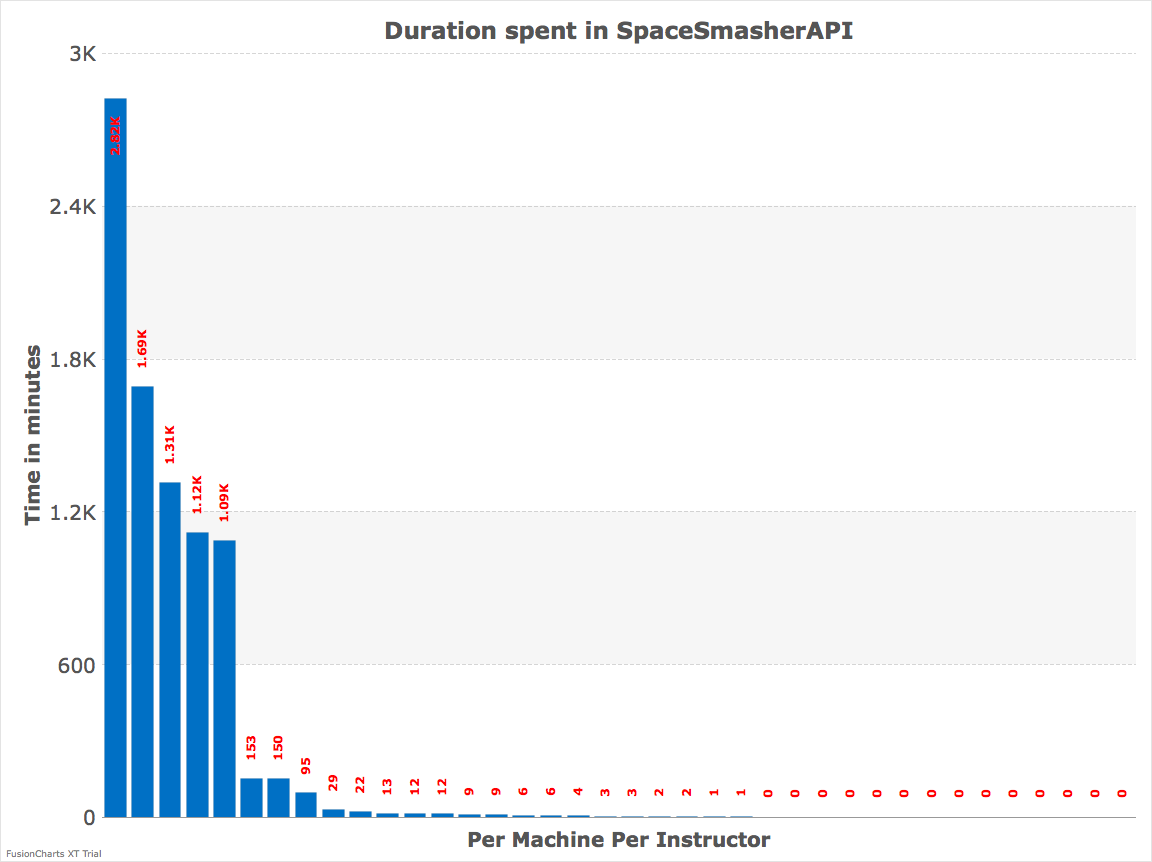 Duration spent in SpaceSmasherAPI
3K
2.4K
1.8K
1.2K
600
0
Time in minutes
2.82K
1.69K
1.31K
1.12K
1.09K
153
150
95
29
22
13
12
12
9
9
6
6
4
3
3
2
2
1
1
0
0
0
0
0
0
0
0
0
0
0
0
0
0
Per Machine Per Instructor
FusionCharts XT Trial